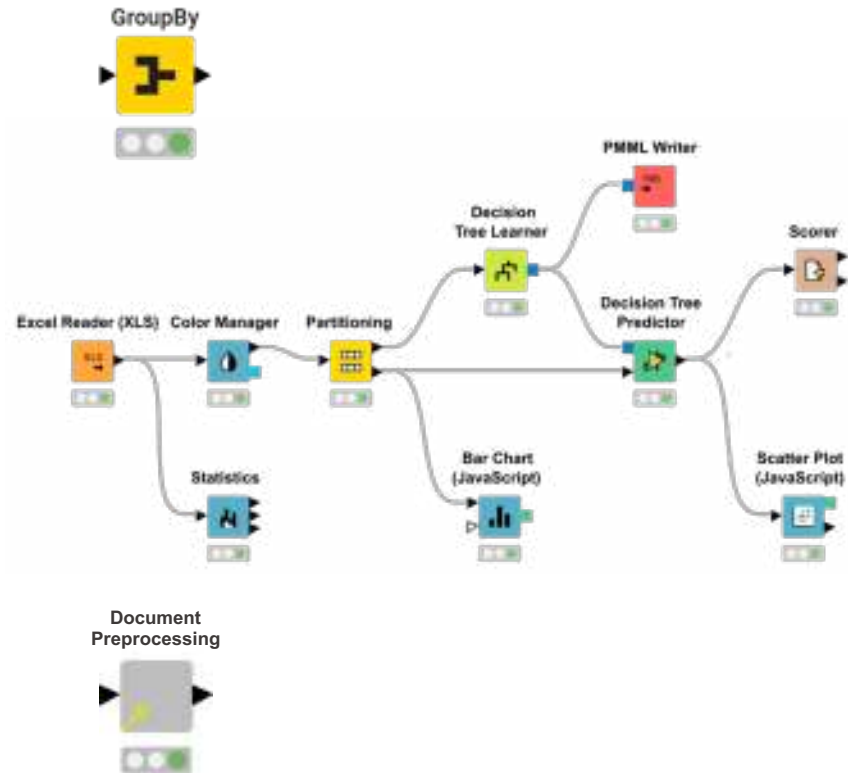 GroupBy
PMML Writer
Decision
Tree Learner
Scorer
Excel Reader (XLS)
Color Manager
Partitioning
Decision Tree
Predictor
Statistics
Bar Chart
(JavaScript)
Scatter Plot
(JavaScript)
Document
Preprocessing